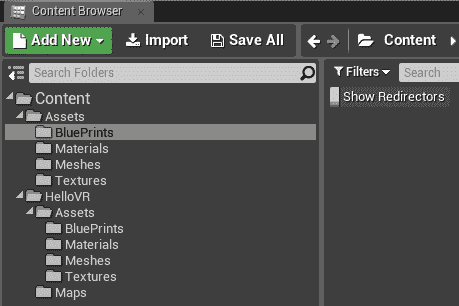 Content Browser
Add New Import Save All Content
Search Folders Filters Search
Content Show Redirectors
Assets
BluePrints
Materials
Meshes
Textures
HelloVR
Assets
BluePrints
Materials
Meshes
Textures
Maps